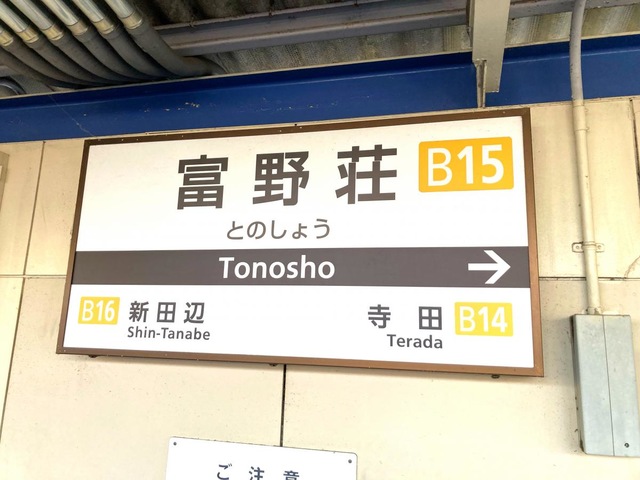 富野荘 B15
とのしょう
Tonosho
B16 新田辺 寺田 B14
Shin-Tanabe Terada
ご注意